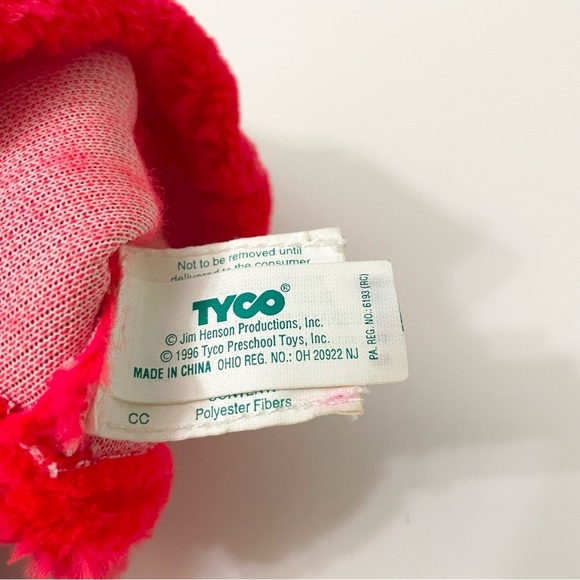 Not to be removed until
delivered to the consumer
TYCO®
© Jim Henson Productions, Inc.
© 1996 Tyco Preschool Toys, Inc.
MADE IN CHINA OHIO REG. NO.: OH 20922 NJ
PA. REG. NO.: 6193 (RC)
CC Polyester Fibers